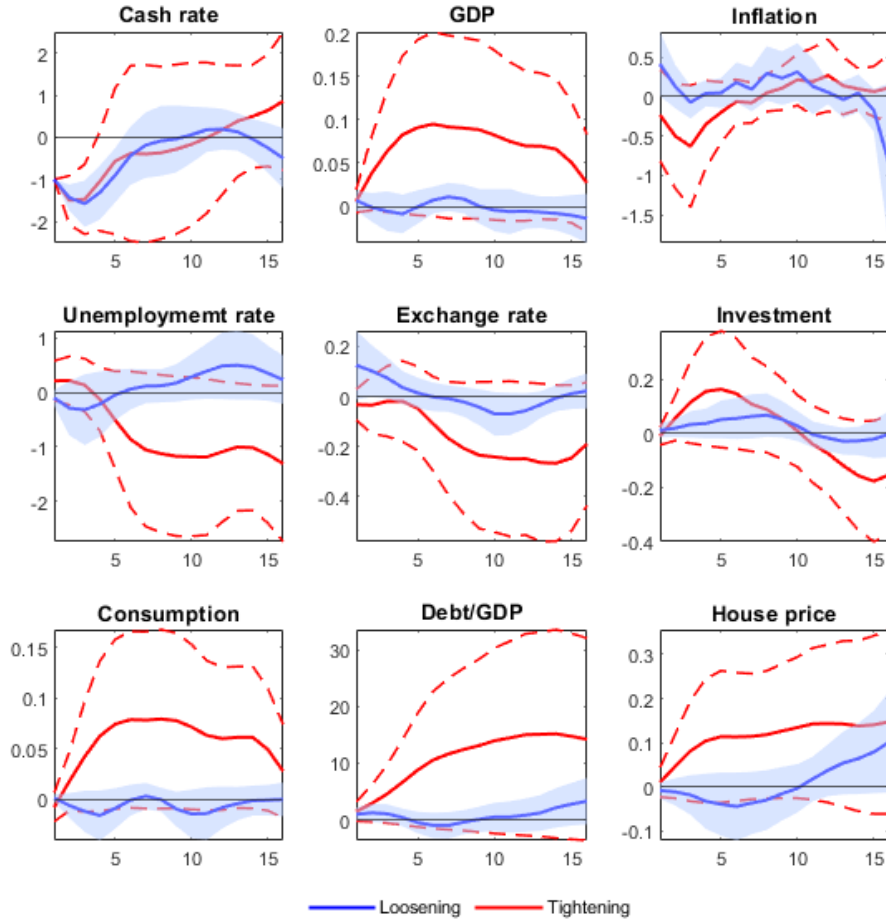 Cash rate GDP Inflation
2 0.2 0.5
1 0.15 0
0 0.1 -0.5
-1 0.05 -1
-2 0 -1.5
5 10 15 5 10 15 5 10 15
Unemploymemt rate Exchange rate Investment
1 0.2 0.2
0 0 0
-1 -0.2 -0.2
-2 -0.4 -0.4
5 10 15 5 10 15 5 10 15
Consumption Debt/GDP House price
0.15 30 0.3
0.1 20 0.2
0.05 10 0.1
0 0 0
-0.1
5 10 15 5 10 15 5 10 15
Loosening Tightening